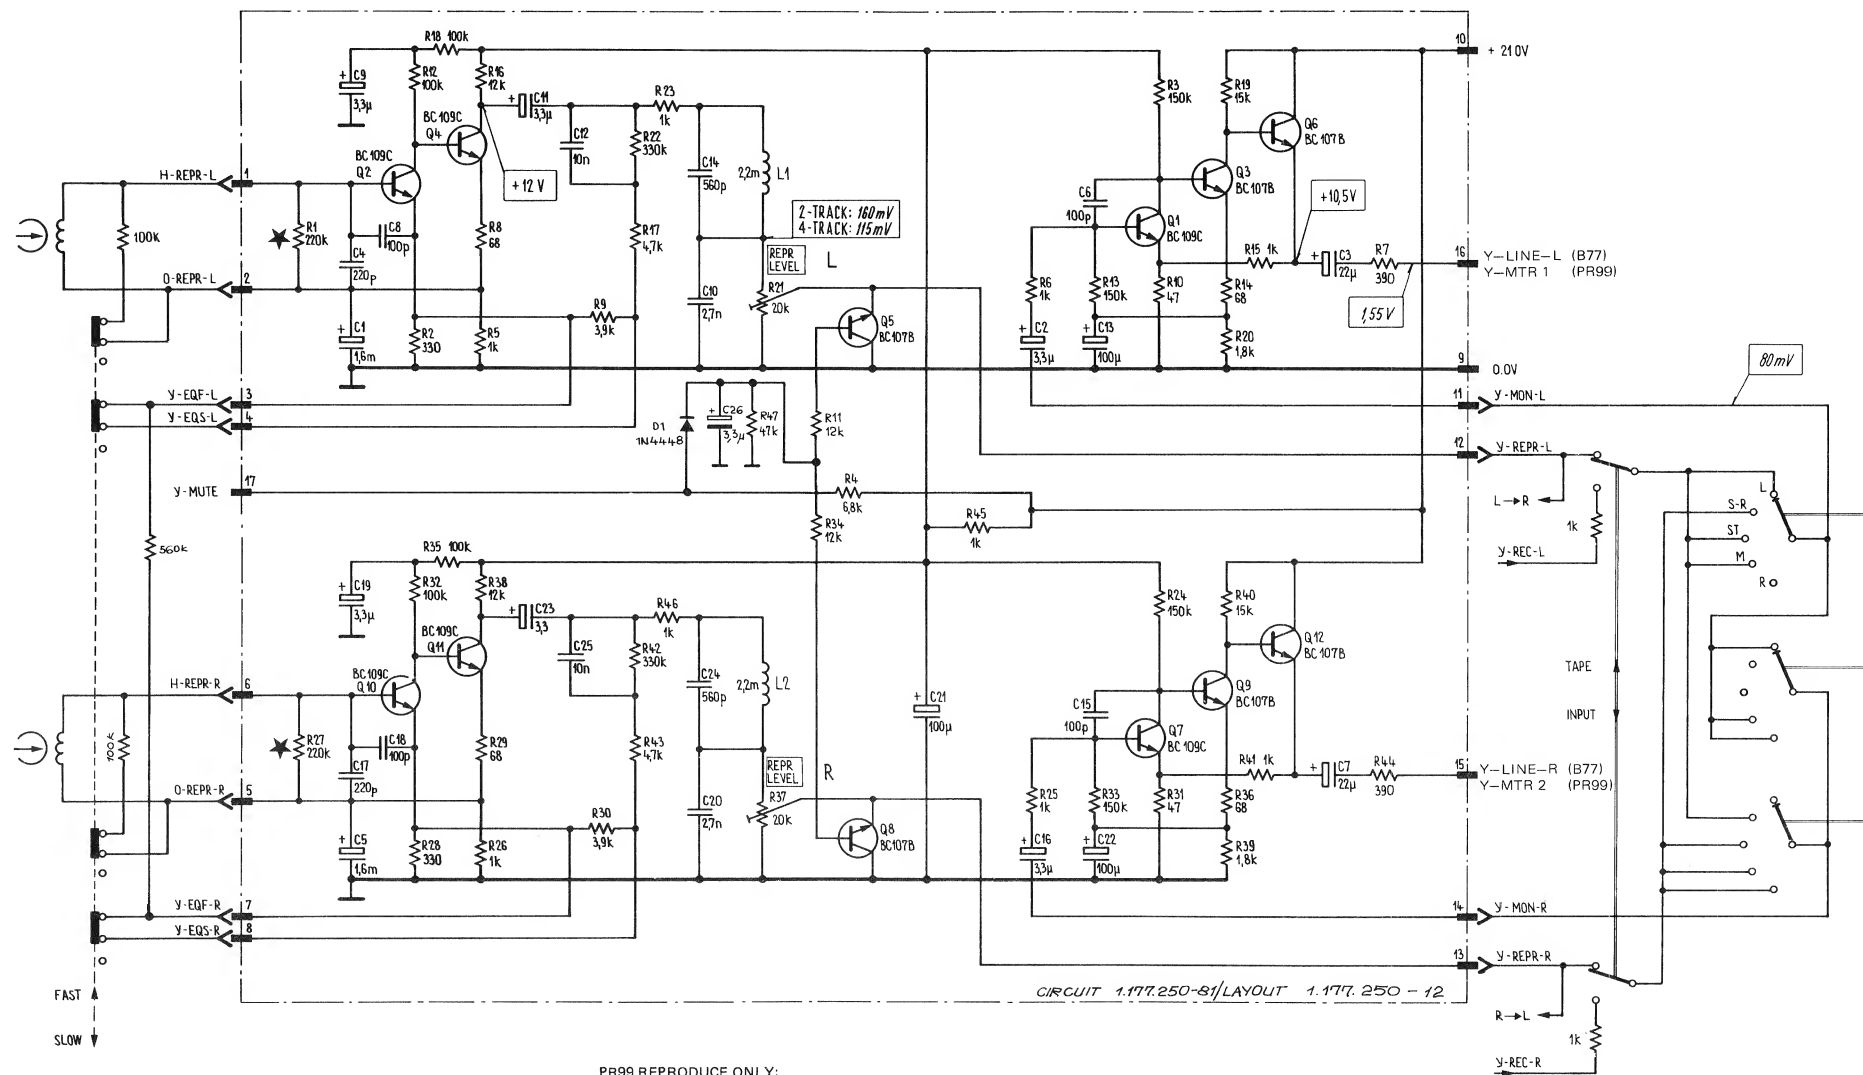 R18 100k
C9
3,3µ
R12
100k
R16
12k
C11
3,3µ
R23
1k
BC109C
Q4
C12
10n
R22
330k
BC109C
Q2
C14
560p
2,2m
L1
+12 V
H-REPR-L
1
100k
R1
220k
C8
100p
C4
220p
R8
68
R17
4,7k
2-TRACK: 160mV
4-TRACK: 115mV
REPR
LEVEL
L
O-REPR-L
2
R9
3,9k
C10
2,7n
R21
20k
C1
1,6m
R2
330
R5
1k
Q5
BC107B
R3
150k
R19
15k
Q6
BC107B
Q3
BC107B
C6
100p
Q1
BC109C
+10,5V
R6
1k
R13
150k
R10
47
R15 1k
R14
68
C3
22µ
R7
390
C2
3,3µ
C13
100µ
R20
1,8k
1,55V
10
+ 21 0V
16
Y-LINE-L (B77)
Y-MTR 1 (PR99)
9
0.0V
80mV
11
Y-MON-L
12
Y-REPR-L
Y-EQF-L
3
Y-EQS-L
4
D1
1N4448
C26
3,3µ
R47
47k
R11
12k
Y-MUTE
17
R4
6,8k
R45
1k
R34
12k
560k
L→R
1k
Y-REC-L
L
S-R
ST
M
R
R35 100k
C19
3,3µ
R32
100k
R38
12k
C23
3,3
R46
1k
BC109C
Q11
C25
10n
R42
330k
BC109C
Q10
C24
560p
2,2m
L2
H-REPR-R
6
100k
R27
220k
C18
100p
C17
220p
R29
68
R43
4,7k
REPR
LEVEL
R
O-REPR-R
5
R30
3,9k
C20
2,7n
R37
20k
C5
1,6m
R28
330
R26
1k
Q8
BC107B
C21
100µ
R24
150k
R40
15k
Q12
BC107B
Q9
BC107B
C15
100p
Q7
BC109C
R25
1k
R33
150k
R31
47
R41 1k
R36
68
C7
22µ
R44
390
C16
3,3µ
C22
100µ
R39
1,8k
TAPE
INPUT
15
Y-LINE-R (B77)
Y-MTR 2 (PR99)
14
Y-MON-R
13
Y-REPR-R
Y-EQF-R
7
Y-EQS-R
8
FAST
SLOW
CIRCUIT 1.177.250-81/LAYOUT 1.177.250-12
R→L
1k
Y-REC-R
PR99 REPRODUCE ONLY: